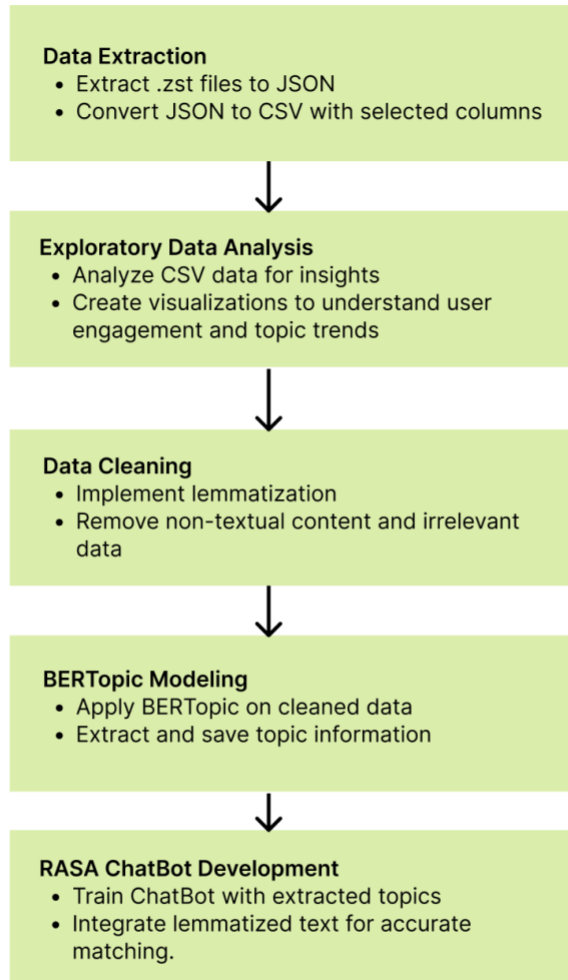 Data Extraction
• Extract .zst files to JSON
• Convert JSON to CSV with selected columns
Exploratory Data Analysis
• Analyze CSV data for insights
• Create visualizations to understand user
engagement and topic trends
Data Cleaning
• Implement lemmatization
• Remove non-textual content and irrelevant
data
BERTopic Modeling
• Apply BERTopic on cleaned data
• Extract and save topic information
RASA ChatBot Development
• Train ChatBot with extracted topics
• Integrate lemmatized text for accurate
matching.